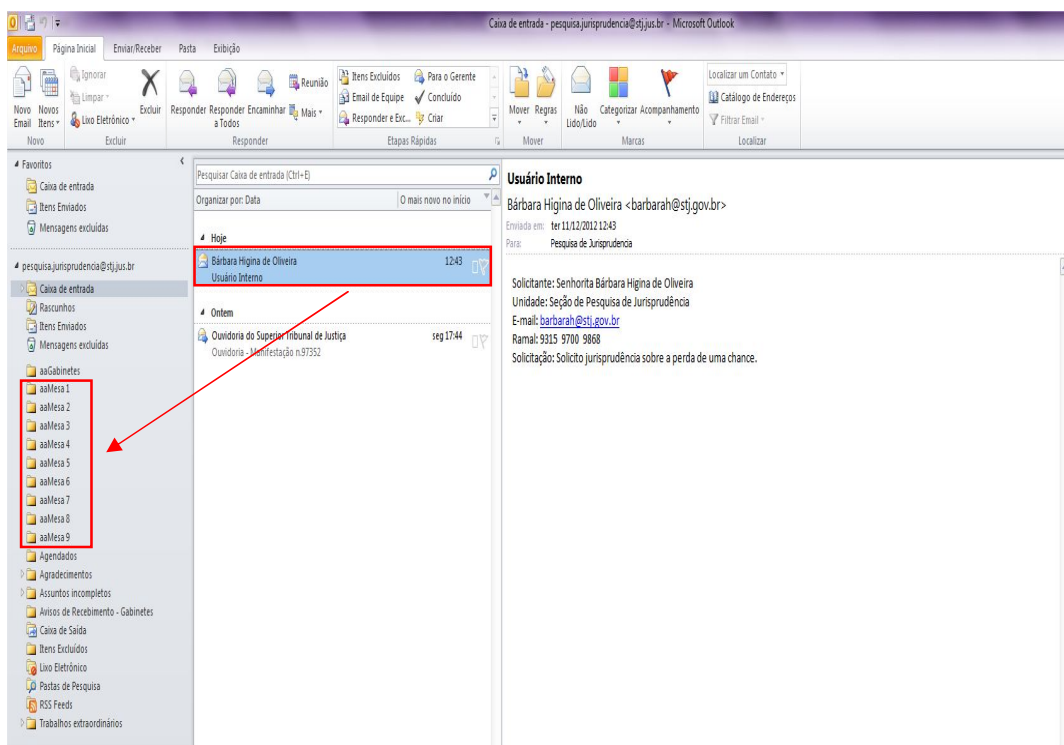 Caixa de entrada - pesquisa.jurisprudencia@stj.jus.br - Microsoft Outlook
Arquivo Página Inicial Enviar/Receber Pasta Exibição
Novo Email
Novos Itens
Novo
Ignorar
Limpar
Lixo Eletrônico
Excluir
Excluir
Responder
Responder a Todos
Encaminhar
Reunião
Mais
Responder
Itens Excluídos
Email de Equipe
Responder e Exc...
Para o Gerente
Concluído
Criar
Etapas Rápidas
Mover
Regras
Mover
Não Lido/Lido
Categorizar
Acompanhamento
Marcas
Localizar um Contato
Catálogo de Endereços
Filtrar Email
Localizar
Favoritos
Caixa de entrada
Itens Enviados
Mensagens excluídas
pesquisa.jurisprudencia@stj.jus.br
Caixa de entrada
Rascunhos
Itens Enviados
Mensagens excluídas
aaGabinetes
aaMesa 1
aaMesa 2
aaMesa 3
aaMesa 4
aaMesa 5
aaMesa 6
aaMesa 7
aaMesa 8
aaMesa 9
Agendados
Agradecimentos
Assuntos incompletos
Avisos de Recebimento - Gabinetes
Caixa de Saída
Itens Excluídos
Lixo Eletrônico
Pastas de Pesquisa
RSS Feeds
Trabalhos extraordinários
Pesquisar Caixa de entrada (Ctrl+E)
Organizar por: Data O mais novo no início
Hoje
Bárbara Higina de Oliveira 12:43
Usuário Interno
Ontem
Ouvidoria do Superior Tribunal de Justiça seg 17:44
Ouvidoria - Manifestação n.97352
Usuário Interno
Bárbara Higina de Oliveira <barbarah@stj.gov.br>
Enviada em: ter 11/12/2012 12:43
Para: Pesquisa de Jurisprudencia
Solicitante: Senhorita Bárbara Higina de Oliveira
Unidade: Seção de Pesquisa de Jurisprudência
E-mail: barbarah@stj.gov.br
Ramal: 9315 9700 9868
Solicitação: Solicito jurisprudência sobre a perda de uma chance.